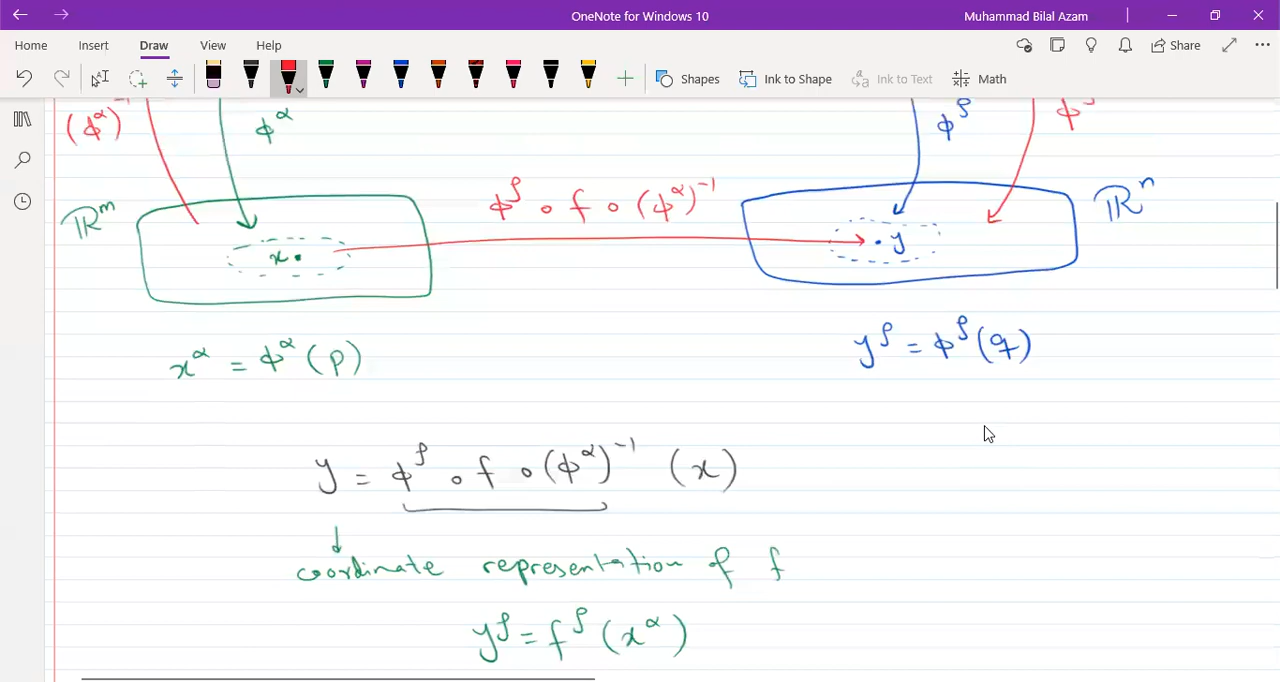 OneNote for Windows 10
Muhammad Bilal Azam
Home Insert Draw View Help
Share
Shapes Ink to Shape Ink to Text Math
(ϕ^α)^-1 ϕ^α ϕ^ρ ϕ^ρ
ℝ^m ϕ^ρ ∘ f ∘ (ϕ^α)^-1 ℝ^n
x . . y
x^α = ϕ^α (p)
y^ρ = ϕ^ρ (q)
y = ϕ^ρ ∘ f ∘ (ϕ^α)^-1 (x)
coordinate representation of f
y^ρ = f^ρ (x^α)